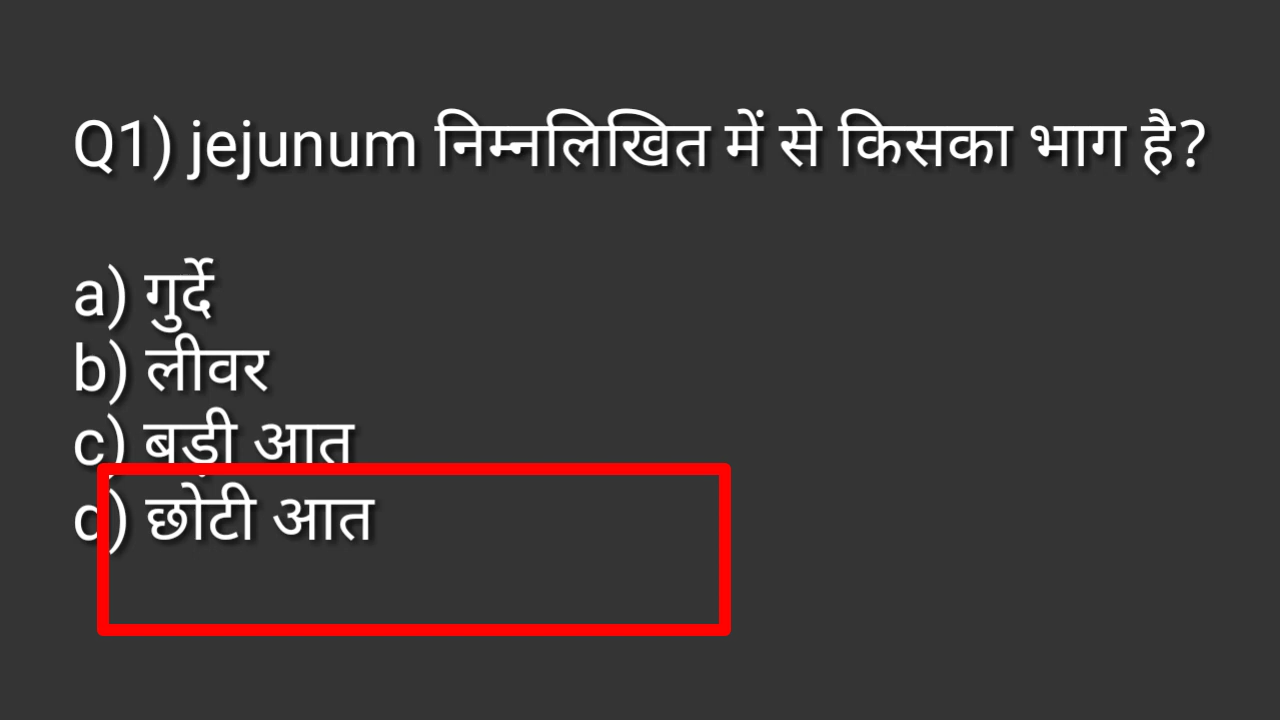 Q1) jejunum निम्नलिखित में से किसका भाग है?
a) गुर्दे
b) लीवर
c) बड़ी आत
d) छोटी आत